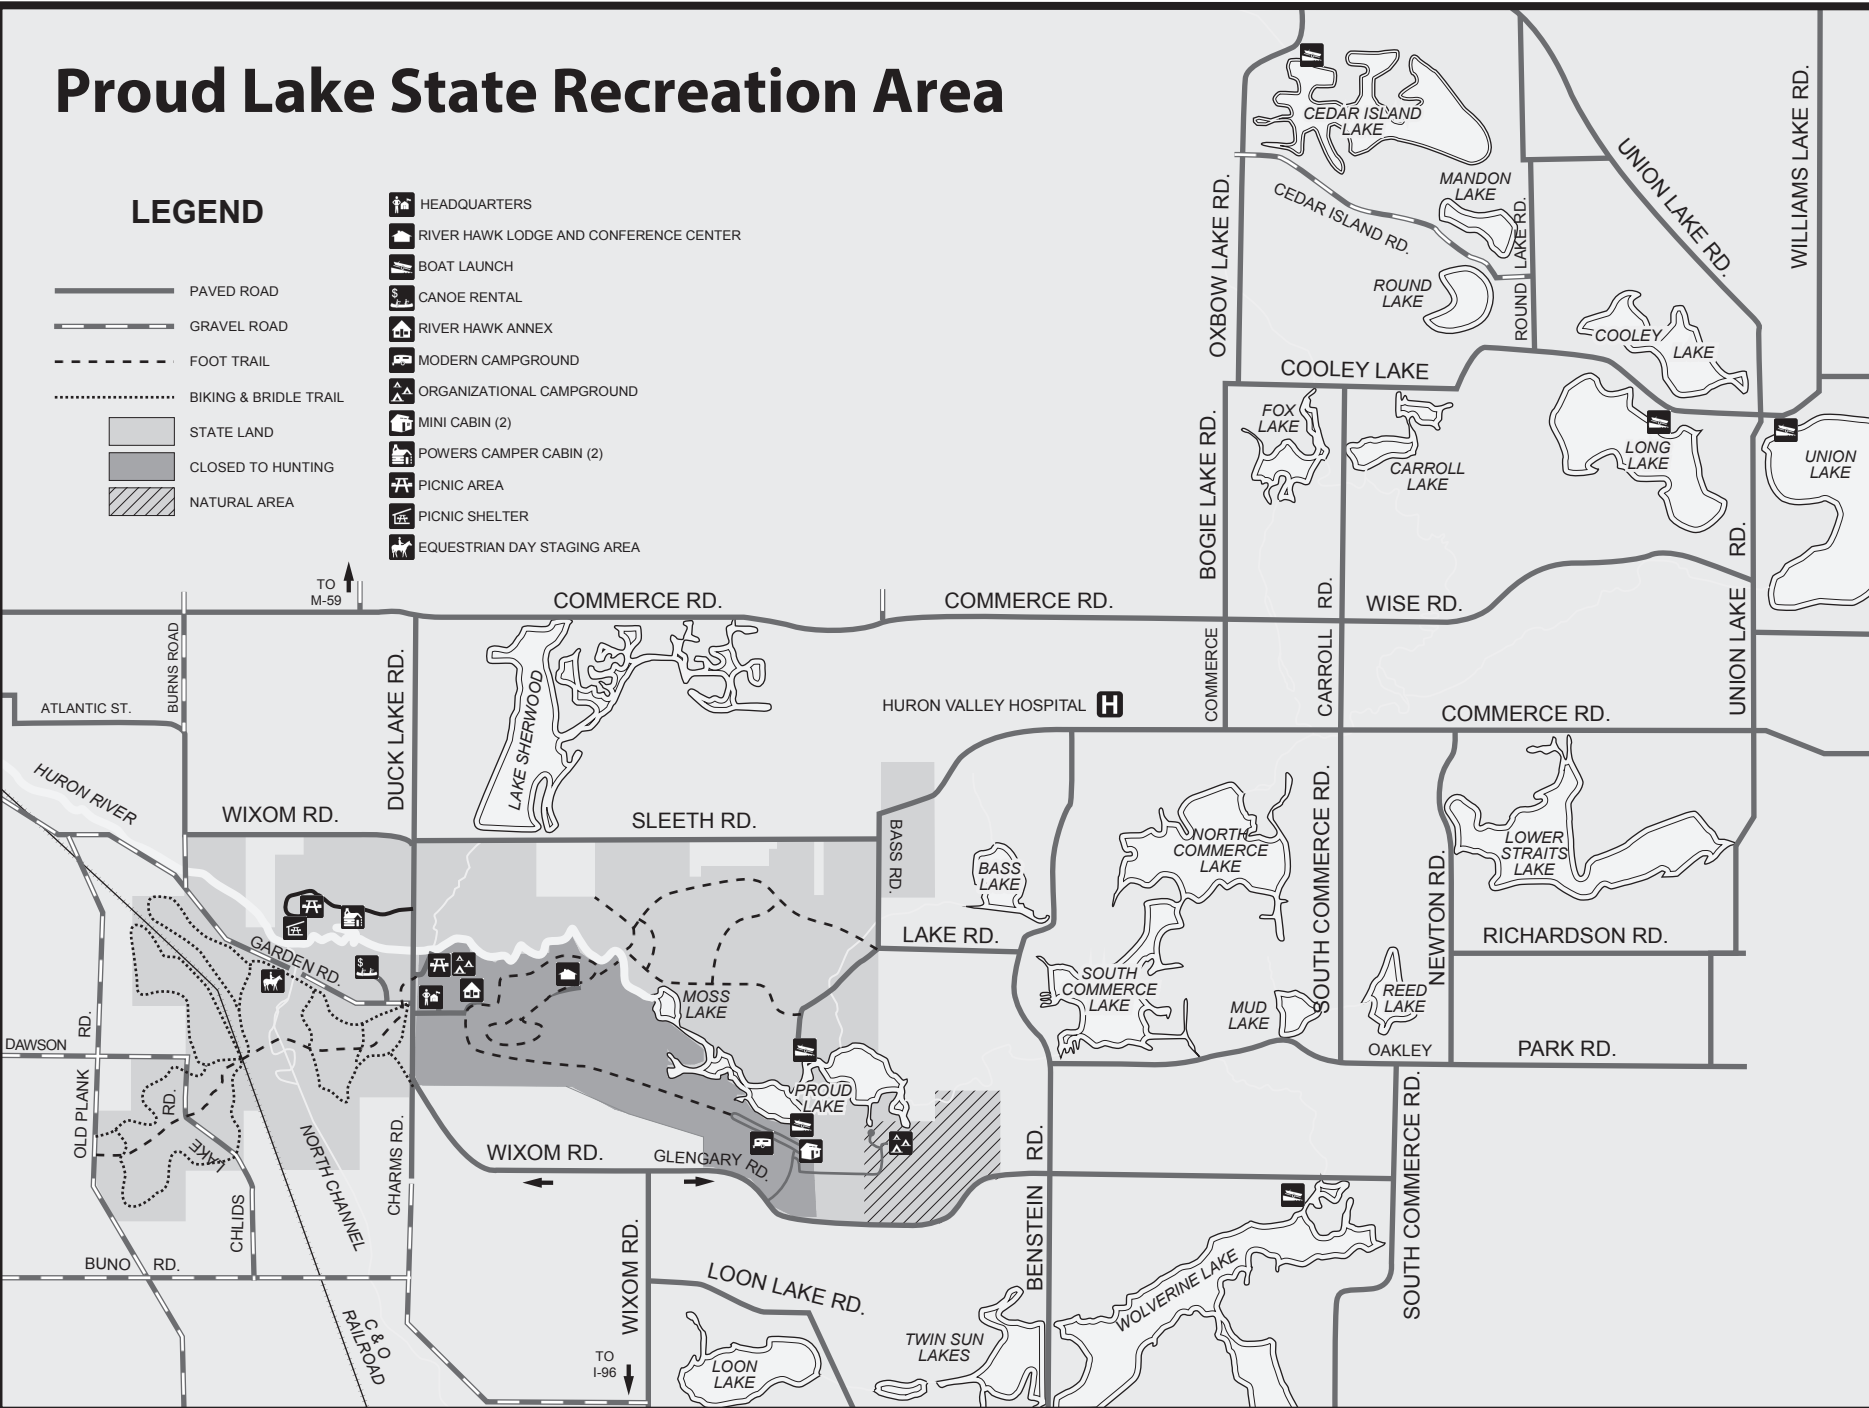 Proud Lake State Recreation Area
LEGEND
PAVED ROAD
GRAVEL ROAD
FOOT TRAIL
BIKING & BRIDLE TRAIL
STATE LAND
CLOSED TO HUNTING
NATURAL AREA
HEADQUARTERS
RIVER HAWK LODGE AND CONFERENCE CENTER
BOAT LAUNCH
$
CANOE RENTAL
RIVER HAWK ANNEX
MODERN CAMPGROUND
ORGANIZATIONAL CAMPGROUND
MINI CABIN (2)
POWERS CAMPER CABIN (2)
PICNIC AREA
PICNIC SHELTER
EQUESTRIAN DAY STAGING AREA
CEDAR ISLAND
LAKE
MANDON
LAKE
CEDAR ISLAND RD.
ROUND
LAKE
ROUND LAKE RD.
OXBOW LAKE RD.
UNION LAKE RD.
WILLIAMS LAKE RD.
COOLEY LAKE
COOLEY LAKE
FOX
LAKE
CARROLL
LAKE
LONG
LAKE
UNION
LAKE
BOGIE LAKE RD.
TO
M-59
COMMERCE RD.
COMMERCE RD.
WISE RD.
CARROLL RD.
COMMERCE
UNION LAKE RD.
BURNS ROAD
ATLANTIC ST.
DUCK LAKE RD.
LAKE SHERWOOD
HURON VALLEY HOSPITAL
H
COMMERCE RD.
HURON RIVER
WIXOM RD.
SLEETH RD.
BASS RD.
BASS
LAKE
NORTH
COMMERCE
LAKE
SOUTH COMMERCE RD.
LOWER
STRAITS
LAKE
NEWTON RD.
RICHARDSON RD.
LAKE RD.
GARDEN RD.
$
MOSS
LAKE
SOUTH
COMMERCE
LAKE
MUD
LAKE
REED
LAKE
OAKLEY
PARK RD.
DAWSON
OLD PLANK RD.
RD.
LAKE
CHLIDS
NORTH CHANNEL
CHARMS RD.
PROUD
LAKE
WIXOM RD.
GLENGARY RD.
BENSTEIN RD.
SOUTH COMMERCE RD.
BUNO RD.
WIXOM RD.
LOON LAKE RD.
WOLVERINE LAKE
C & O
RAILROAD
TO
I-96
LOON
LAKE
TWIN SUN
LAKES